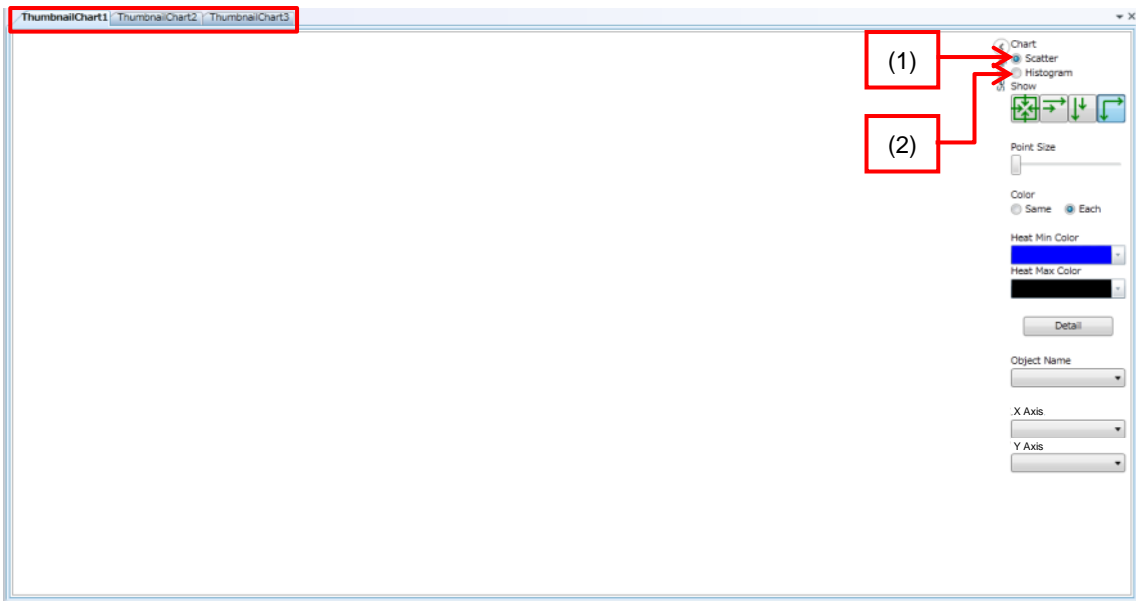 ThumbnailChart1 ThumbnailChart2 ThumbnailChart3
(1)
(2)
Chart
Scatter
Histogram
Show
Point Size
Color
Same Each
Heat Min Color
Heat Max Color
Detail
Object Name
X Axis
Y Axis